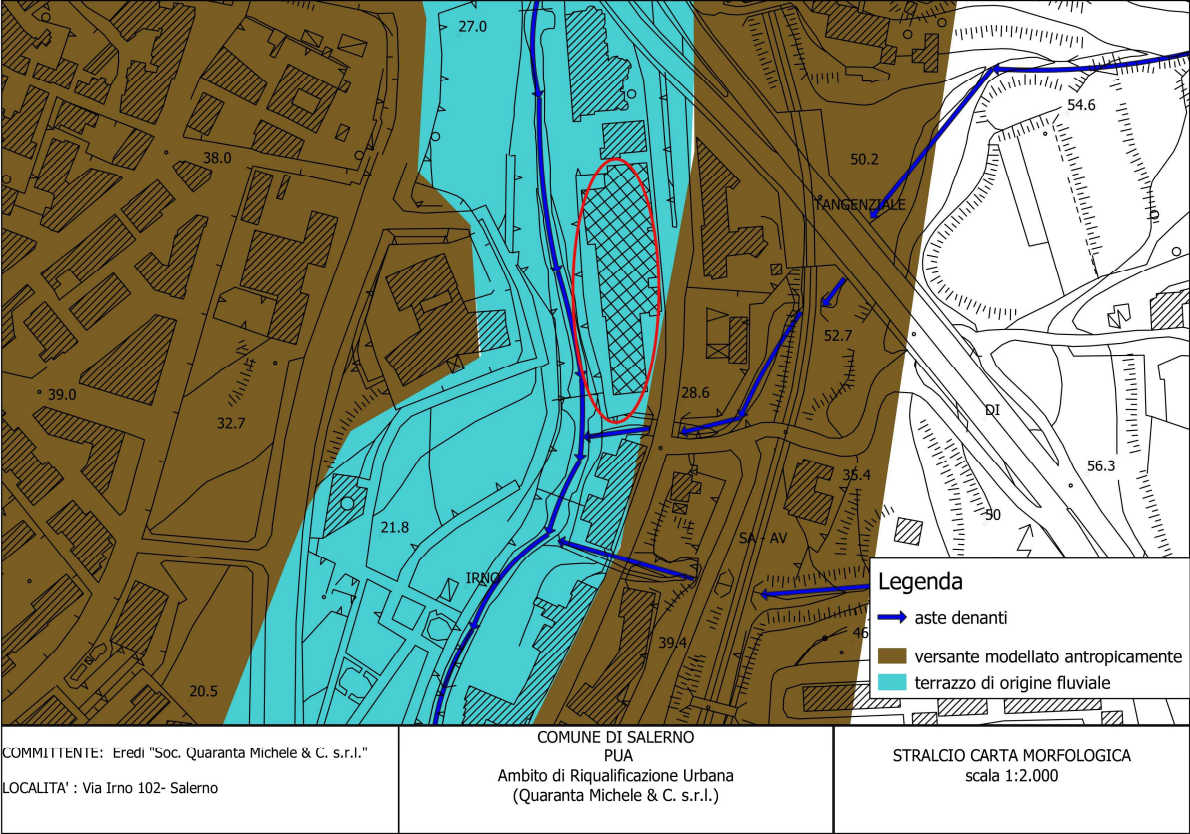 27.0
54.6
38.0
50.2
TANGENZIALE
52.7
39.0
28.6
32.7
DI
56.3
35.4
50
21.8
SA - AV
IRNO
Legenda
aste denanti
46
39.4
versante modellato antropicamente
20.5
terrazzo di origine fluviale
COMMITTENTE: Eredi "Soc. Quaranta Michele & C. s.r.l."
LOCALITA' : Via Irno 102- Salerno
COMUNE DI SALERNO
PUA
Ambito di Riqualificazione Urbana
(Quaranta Michele & C. s.r.l.)
STRALCIO CARTA MORFOLOGICA
scala 1:2.000